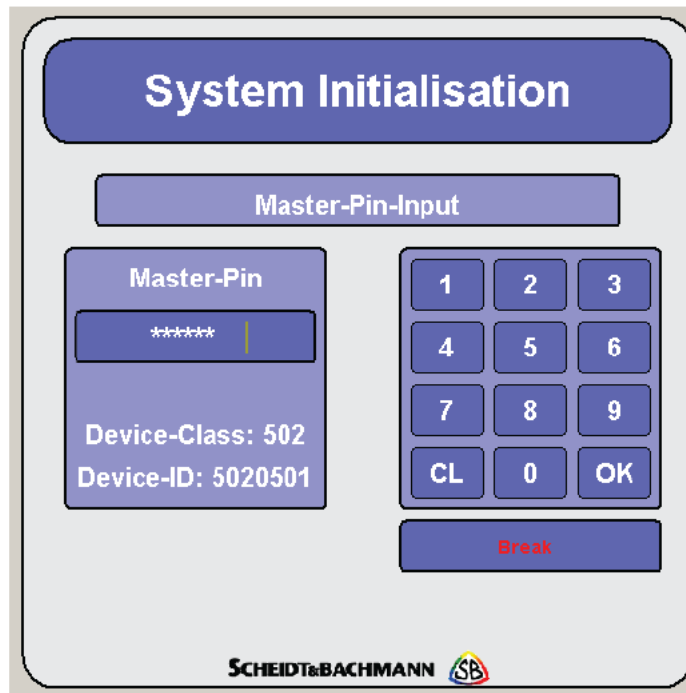 System Initialisation
Master-Pin-Input
Master-Pin
******
Device-Class: 502
Device-ID: 5020501
1 2 3
4 5 6
7 8 9
CL 0 OK
Break
SCHEIDT&BACHMANN SB